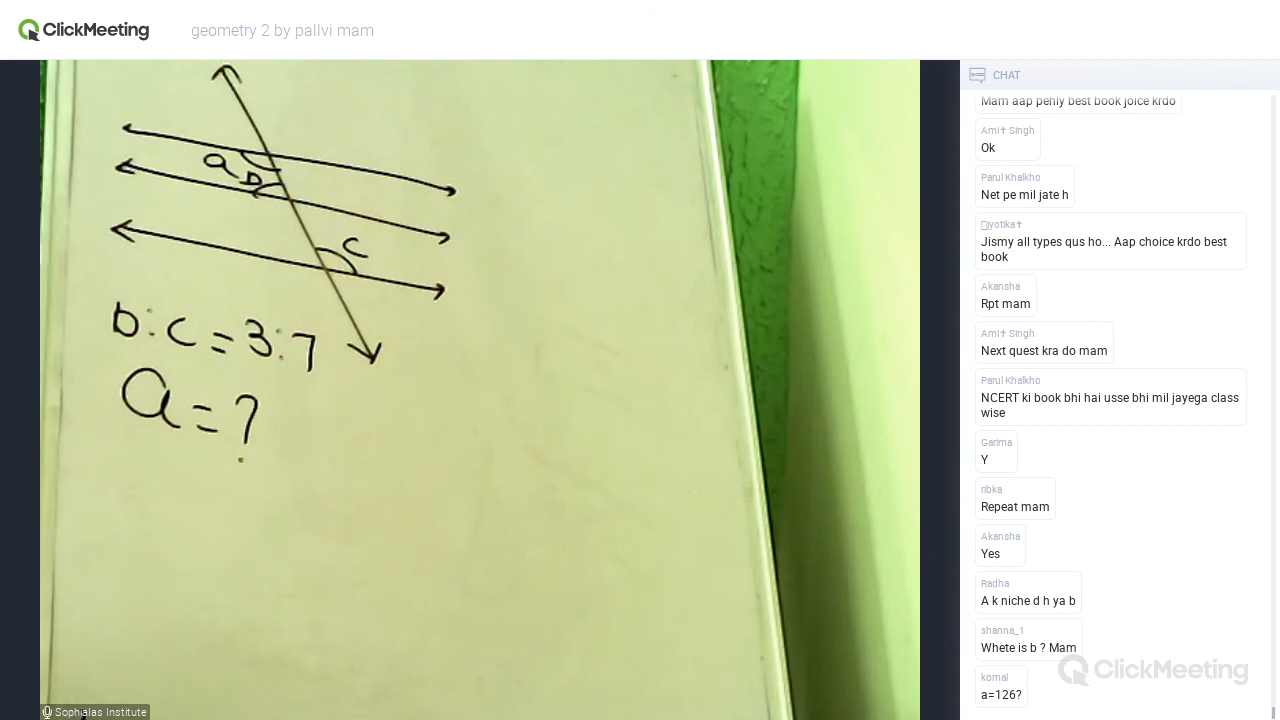 ClickMeeting
geometry 2 by pallvi mam
a
b
c
b:c=3:7
a=?
Sophialas Institute
CHAT
Mam aap pehly best book joice krdo
Ami✝ Singh
Ok
Parul Khalkho
Net pe mil jate h
yotika✝
Jismy all types qus ho... Aap choice krdo best
book
Akansha
Rpt mam
Ami✝ Singh
Next quest kra do mam
Parul Khalkho
NCERT ki book bhi hai usse bhi mil jayega class
wise
Garima
Y
ribka
Repeat mam
Akansha
Yes
Radha
A k niche d h ya b
shanna_1
Whete is b ? Mam
komal
a=126?
ClickMeeting